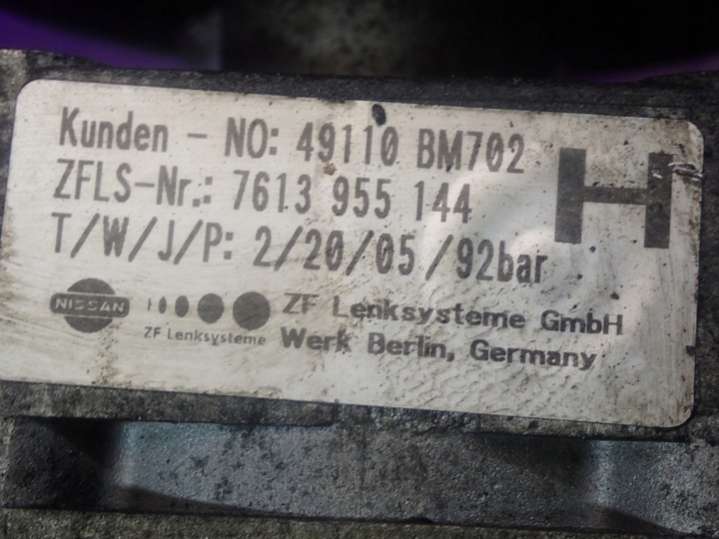 Kunden - NO: 49110 BM702
ZFLS-Nr.: 7613 955 144
T/W/J/P: 2/20/05/92bar
H
NISSAN
ZF Lenksysteme
ZF Lenksysteme GmbH
Werk Berlin, Germany